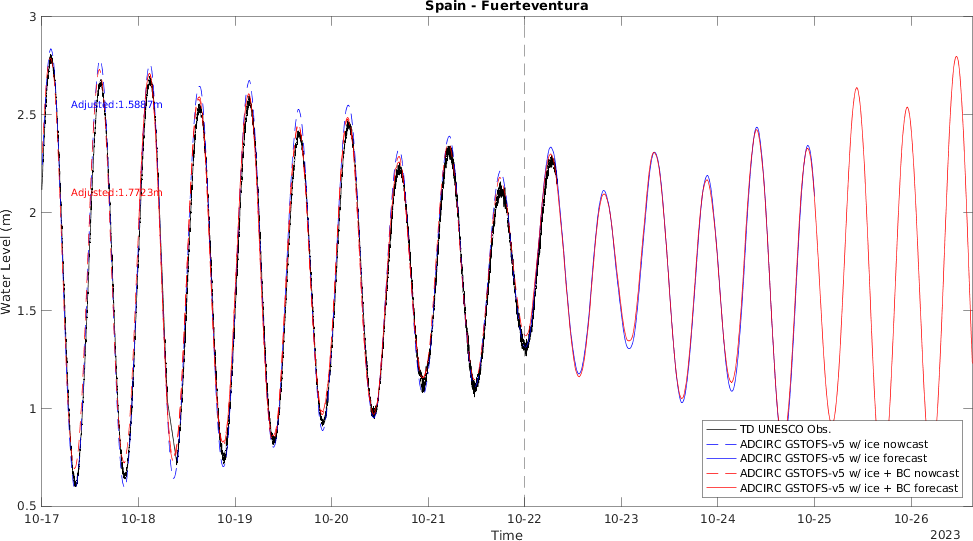 Spain - Fuerteventura
3
2.5
2
1.5
1
0.5
Water Level (m)
Adjusted:1.5887m
Adjusted:1.7723m
TD UNESCO Obs.
ADCIRC GSTOFS-v5 w/ ice nowcast
ADCIRC GSTOFS-v5 w/ ice forecast
ADCIRC GSTOFS-v5 w/ ice + BC nowcast
ADCIRC GSTOFS-v5 w/ ice + BC forecast
10-17 10-18 10-19 10-20 10-21 10-22 10-23 10-24 10-25 10-26
Time
2023